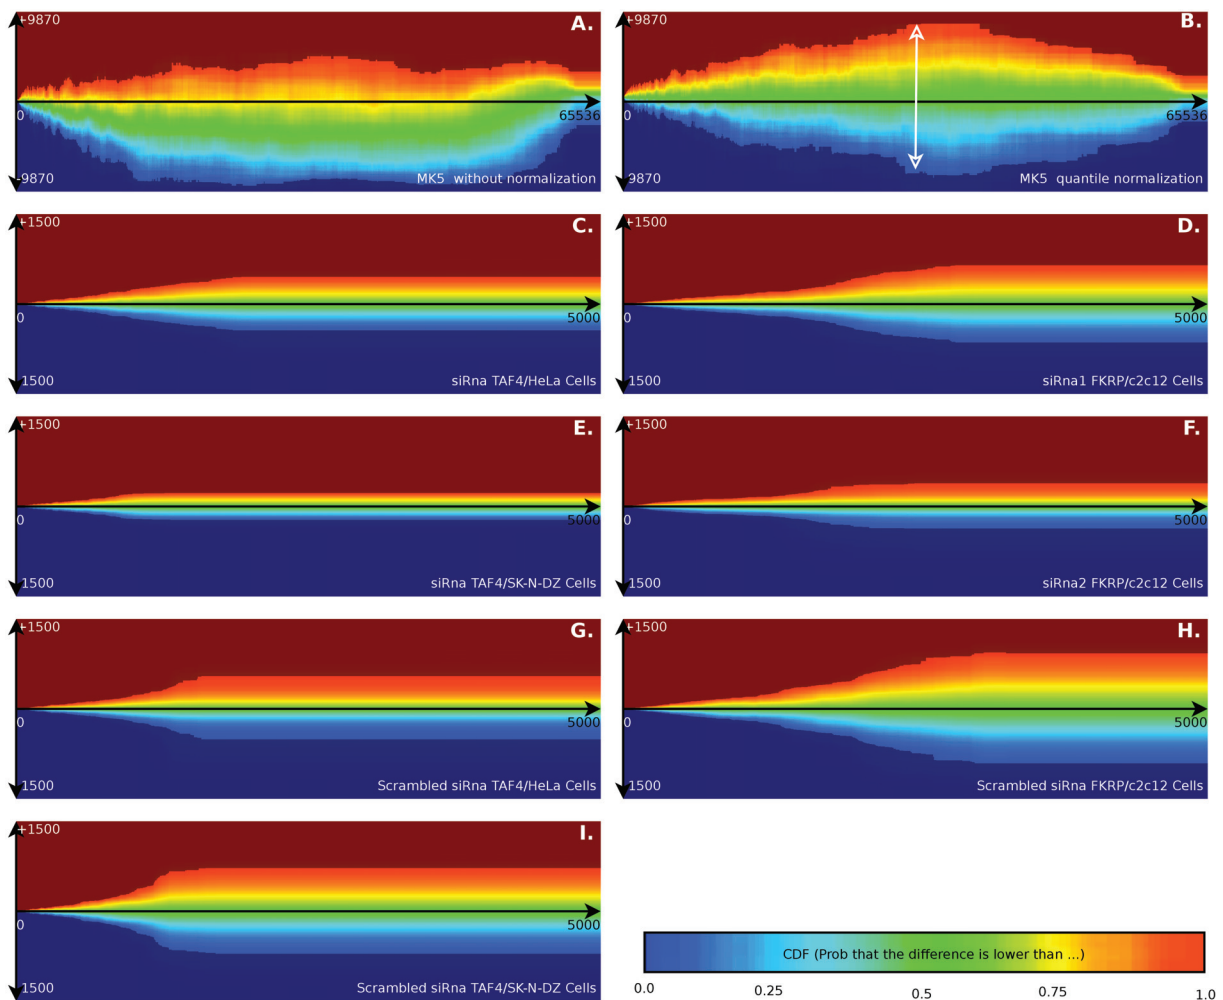 +9870
A.
0
65536
-9870
MK5 without normalization
+9870
B.
0
65536
9870
MK5 quantile normalization
+1500
C.
0
5000
1500
siRna TAF4/HeLa Cells
+1500
D.
0
5000
1500
siRna1 FKRP/c2c12 Cells
+1500
E.
0
5000
1500
siRna TAF4/SK-N-DZ Cells
+1500
F.
0
5000
1500
siRna2 FKRP/c2c12 Cells
+1500
G.
0
5000
1500
Scrambled siRna TAF4/HeLa Cells
+1500
H.
0
5000
1500
Scrambled siRna FKRP/c2c12 Cells
+1500
I.
0
5000
1500
Scrambled siRna TAF4/SK-N-DZ Cells
CDF (Prob that the difference is lower than ...)
0.0 0.25 0.5 0.75 1.0